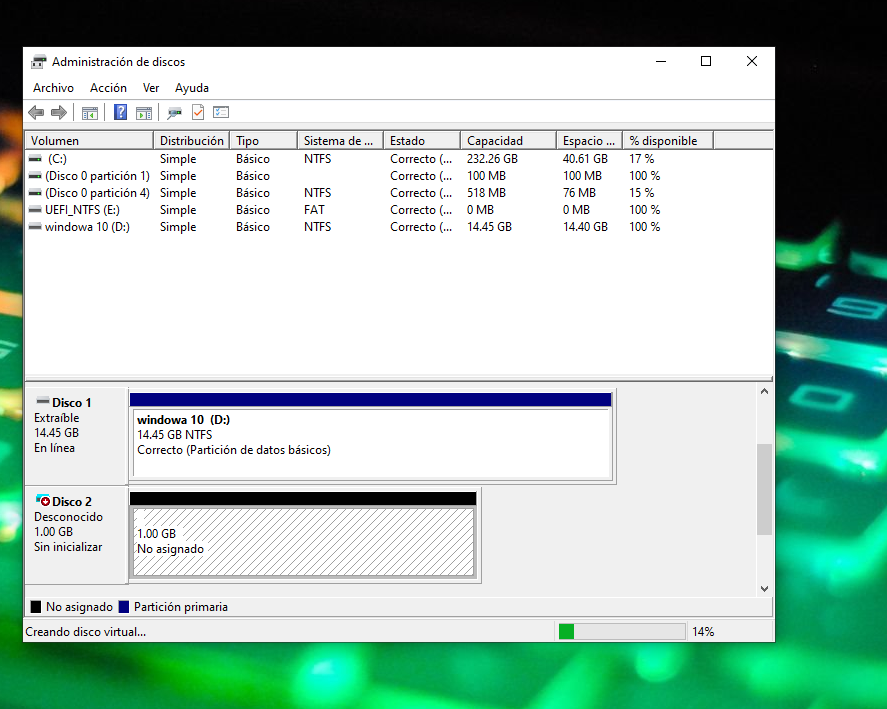 Administración de discos
Archivo Acción Ver Ayuda
Volumen Distribución Tipo Sistema de ... Estado Capacidad Espacio ... % disponible
(C:) Simple Básico NTFS Correcto (... 232.26 GB 40.61 GB 17 %
(Disco 0 partición 1) Simple Básico Correcto (... 100 MB 100 MB 100 %
(Disco 0 partición 4) Simple Básico NTFS Correcto (... 518 MB 76 MB 15 %
UEFI_NTFS (E:) Simple Básico FAT Correcto (... 0 MB 0 MB 100 %
windowa 10 (D:) Simple Básico NTFS Correcto (... 14.45 GB 14.40 GB 100 %
Disco 1
Extraíble
14.45 GB
En línea
windowa 10 (D:)
14.45 GB NTFS
Correcto (Partición de datos básicos)
Disco 2
Desconocido
1.00 GB
Sin inicializar
1.00 GB
No asignado
No asignado Partición primaria
Creando disco virtual... 14%